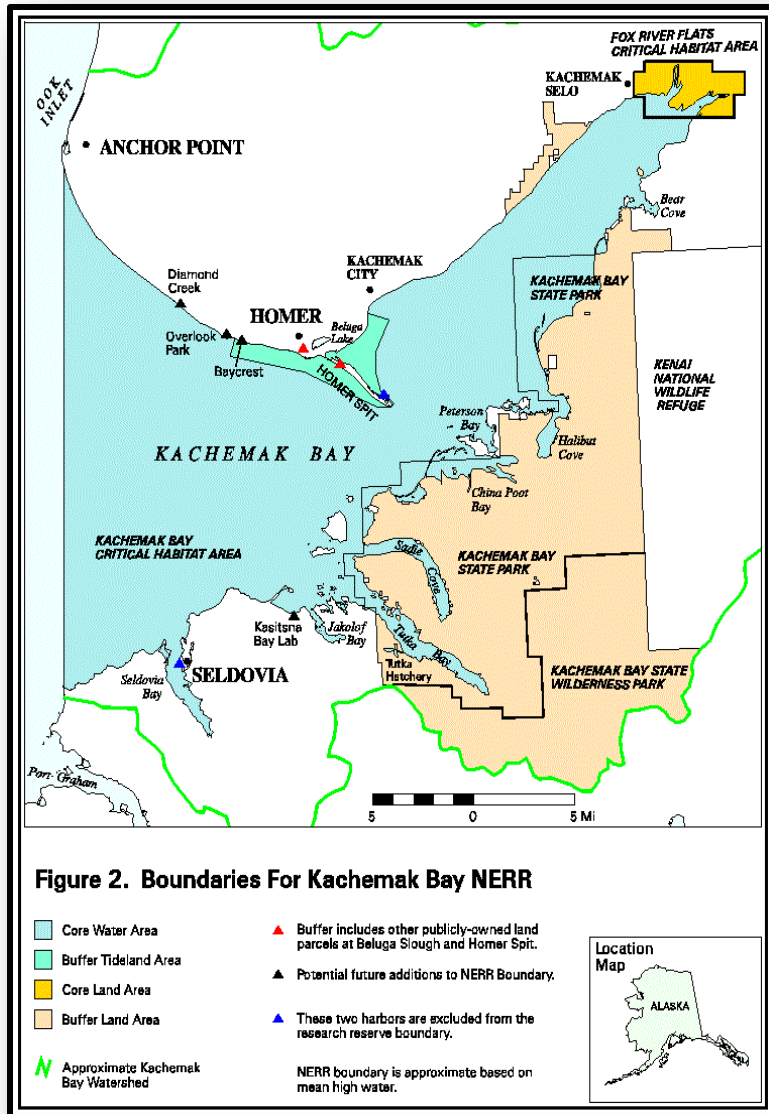 FOX RIVER FLATS
CRITICAL HABITAT AREA
KACHEMAK
SELO
OOK
INLET
ANCHOR POINT
Bear
Cove
Diamond
Creek
KACHEMAK
CITY
KACHEMAK BAY
STATE PARK
HOMER
Beluga
Lake
Overlook
Park
Baycrest
HOMER SPIT
KENAI
NATIONAL
WILDLIFE
REFUGE
Peterson
Bay
Halibut
Cove
KACHEMAK BAY
China Poot
Bay
KACHEMAK BAY
CRITICAL HABITAT AREA
Sadie
Cove
KACHEMAK BAY
STATE PARK
Kasitsna
Bay Lab
Jakolof
Bay
Tutka
Bay
Tutka
Hatchery
SELDOVIA
Seldovia
Bay
KACHEMAK BAY STATE
WILDERNESS PARK
Port Graham
5 0 5 Mi
Figure 2. Boundaries For Kachemak Bay NERR
Core Water Area
Buffer Tideland Area
Core Land Area
Buffer Land Area
Approximate Kachemak
Bay Watershed
Buffer includes other publicly-owned land
parcels at Beluga Slough and Homer Spit.
Potential future additions to NERR Boundary.
These two harbors are excluded from the
research reserve boundary.
NERR boundary is approximate based on
mean high water.
Location
Map
ALASKA